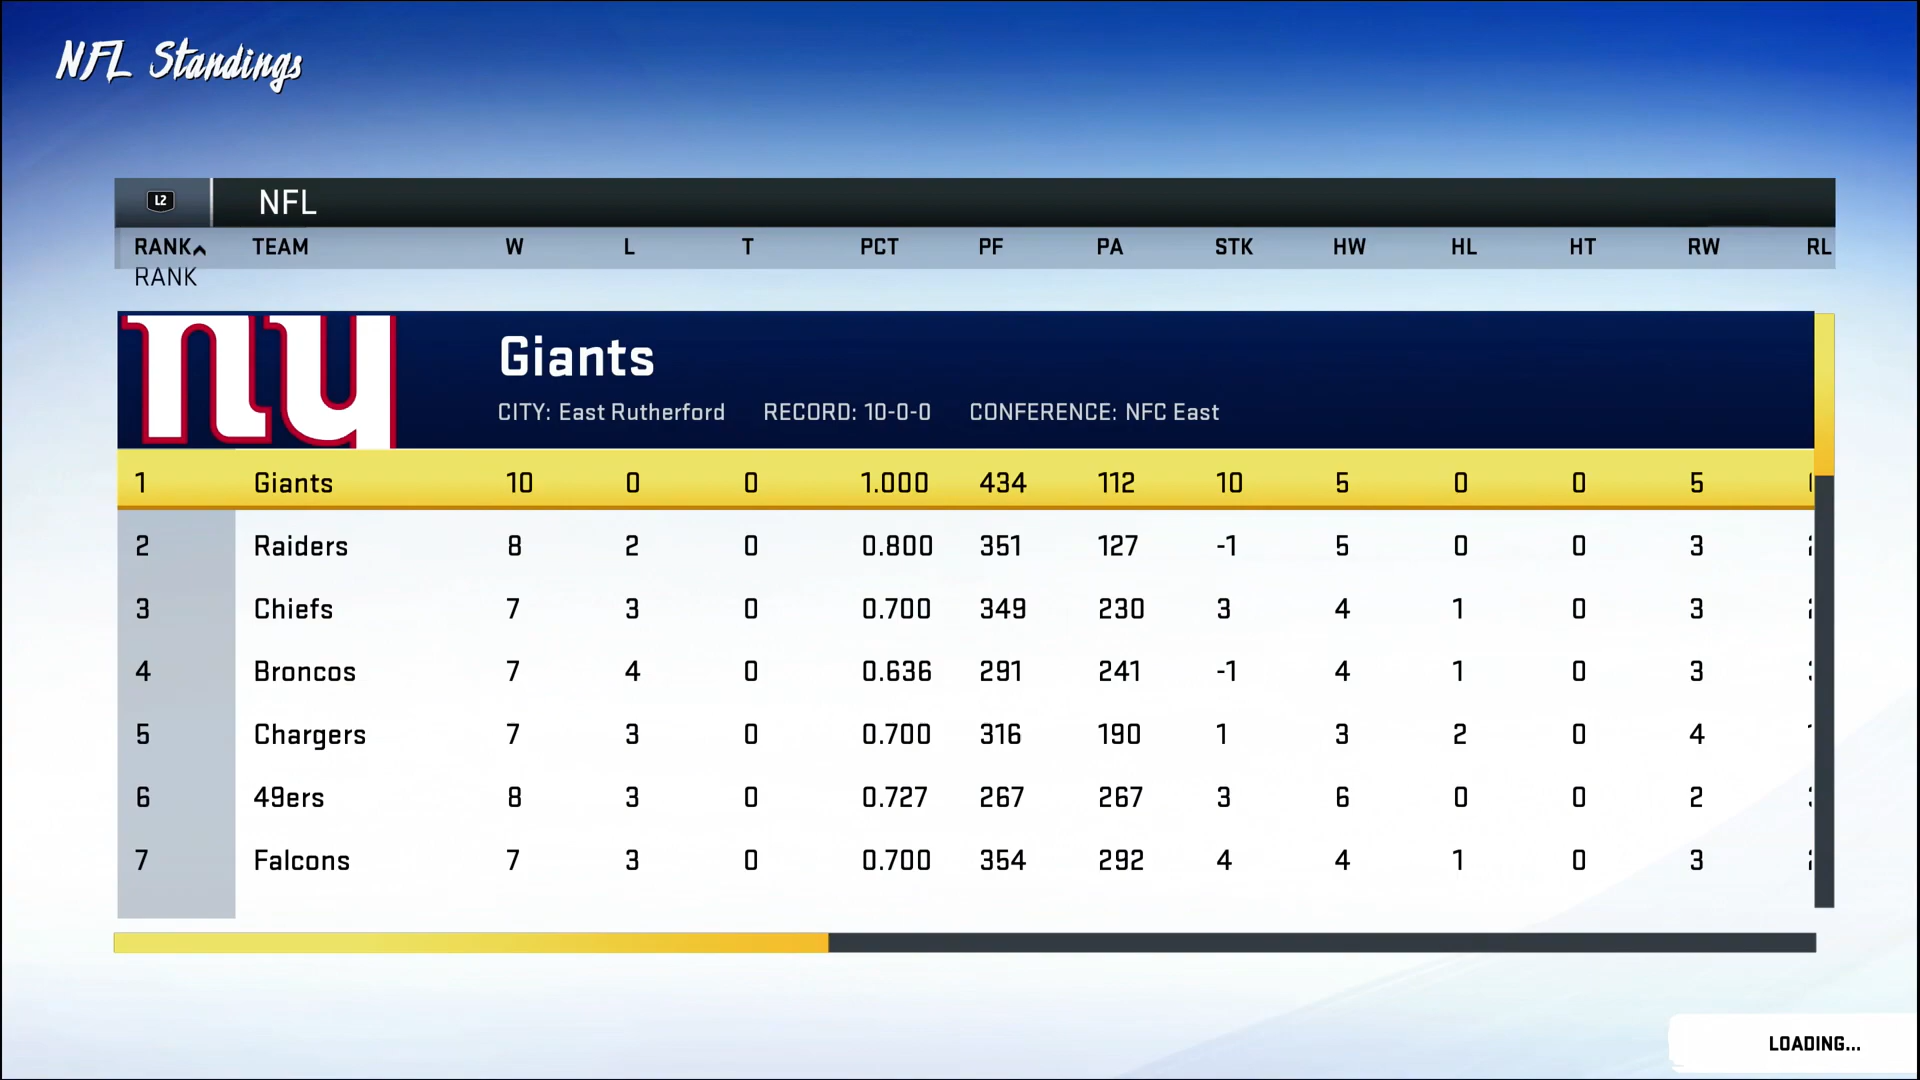 NFL Standings
L2 NFL
RANK TEAM W L T PCT PF PA STK HW HL HT RW RL
RANK
ny
Giants
CITY: East Rutherford RECORD: 10-0-0 CONFERENCE: NFC East
1 Giants 10 0 0 1.000 434 112 10 5 0 0 5
2 Raiders 8 2 0 0.800 351 127 -1 5 0 0 3
3 Chiefs 7 3 0 0.700 349 230 3 4 1 0 3
4 Broncos 7 4 0 0.636 291 241 -1 4 1 0 3
5 Chargers 7 3 0 0.700 316 190 1 3 2 0 4
6 49ers 8 3 0 0.727 267 267 3 6 0 0 2
7 Falcons 7 3 0 0.700 354 292 4 4 1 0 3
LOADING...